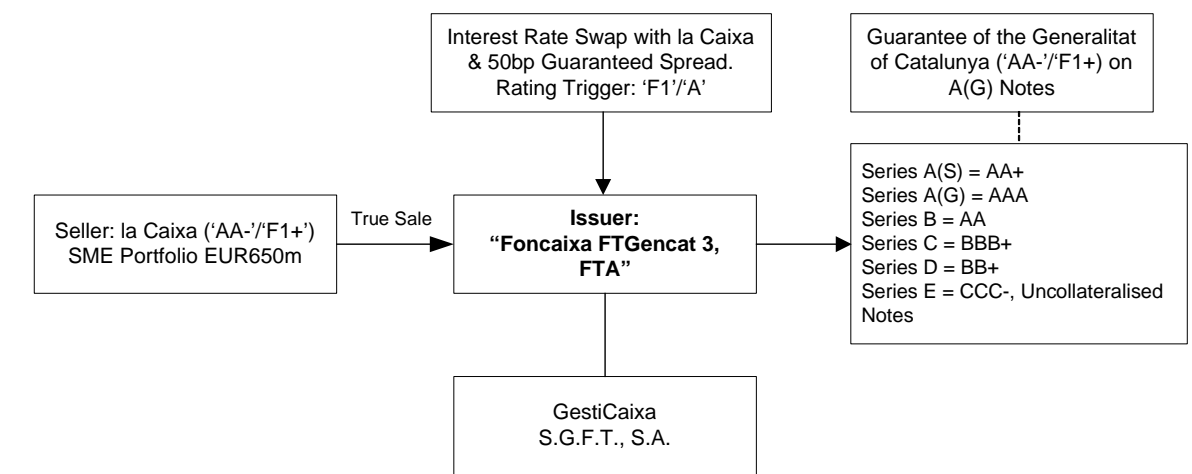 Interest Rate Swap with la Caixa
& 50bp Guaranteed Spread.
Rating Trigger: ‘F1’/‘A’
Guarantee of the Generalitat
of Catalunya (‘AA-’/‘F1+) on
A(G) Notes
Seller: la Caixa (‘AA-’/‘F1+’)
SME Portfolio EUR650m
True Sale
Issuer:
“Foncaixa FTGencat 3,
FTA”
Series A(S) = AA+
Series A(G) = AAA
Series B = AA
Series C = BBB+
Series D = BB+
Series E = CCC-, Uncollateralised
Notes
GestiCaixa
S.G.F.T., S.A.